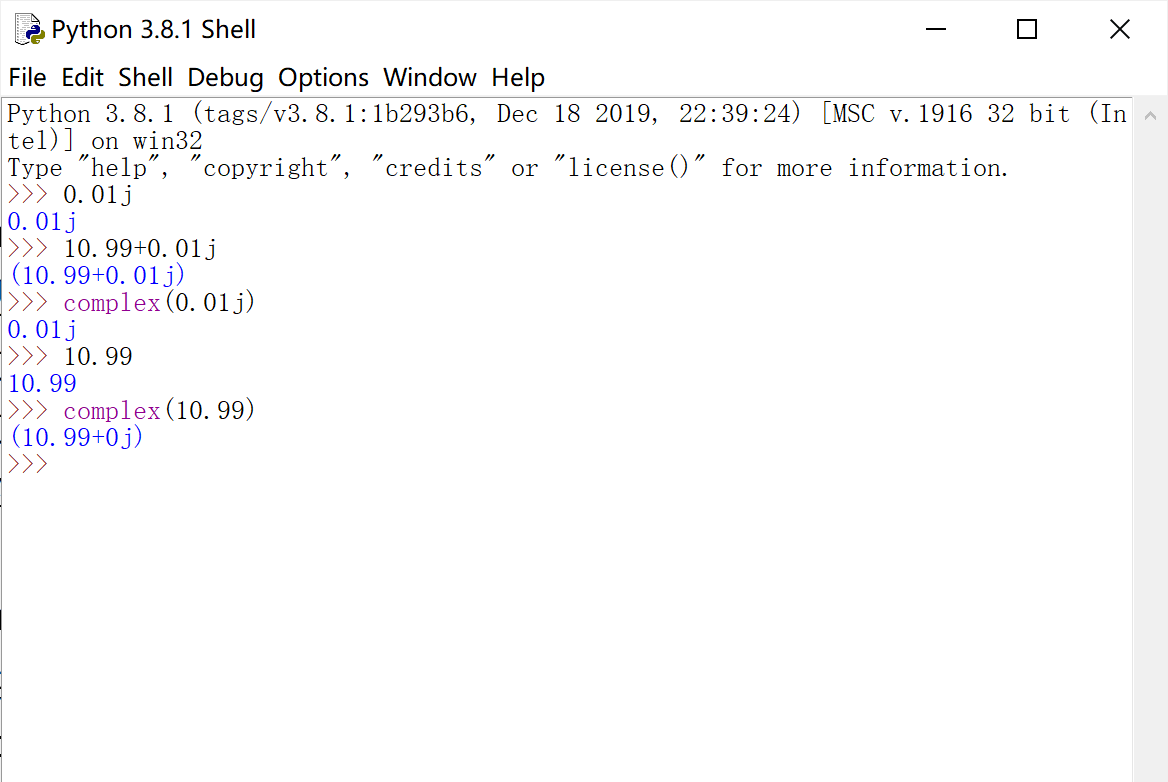 Python 3.8.1 Shell
File Edit Shell Debug Options Window Help
Python 3.8.1 (tags/v3.8.1:1b293b6, Dec 18 2019, 22:39:24) [MSC v.1916 32 bit (In
tel)] on win32
Type "help", "copyright", "credits" or "license()" for more information.
>>> 0.01j
0.01j
>>> 10.99+0.01j
(10.99+0.01j)
>>> complex(0.01j)
0.01j
>>> 10.99
10.99
>>> complex(10.99)
(10.99+0j)
>>>